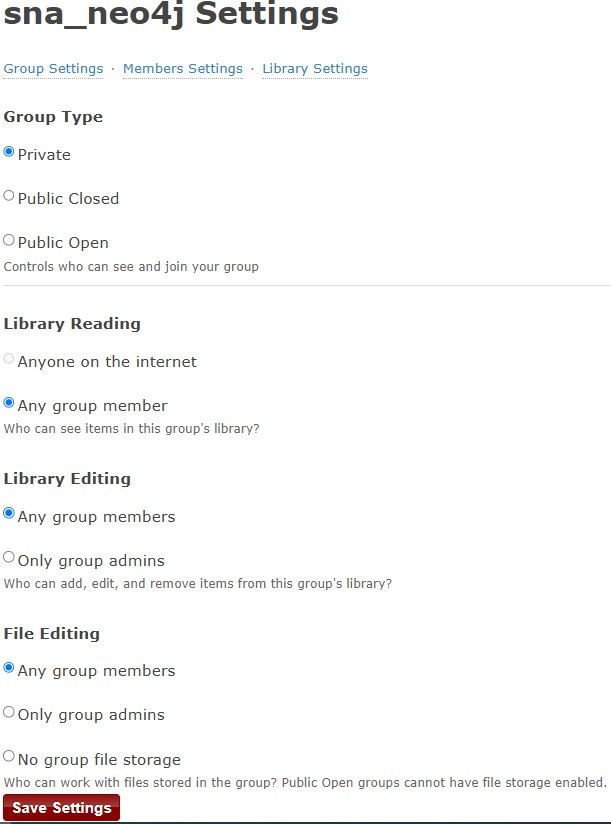 sna_neo4j Settings
Group Settings · Members Settings · Library Settings
Group Type
Private
Public Closed
Public Open
Controls who can see and join your group
Library Reading
Anyone on the internet
Any group member
Who can see items in this group's library?
Library Editing
Any group members
Only group admins
Who can add, edit, and remove items from this group's library?
File Editing
Any group members
Only group admins
No group file storage
Who can work with files stored in the group? Public Open groups cannot have file storage enabled.
Save Settings